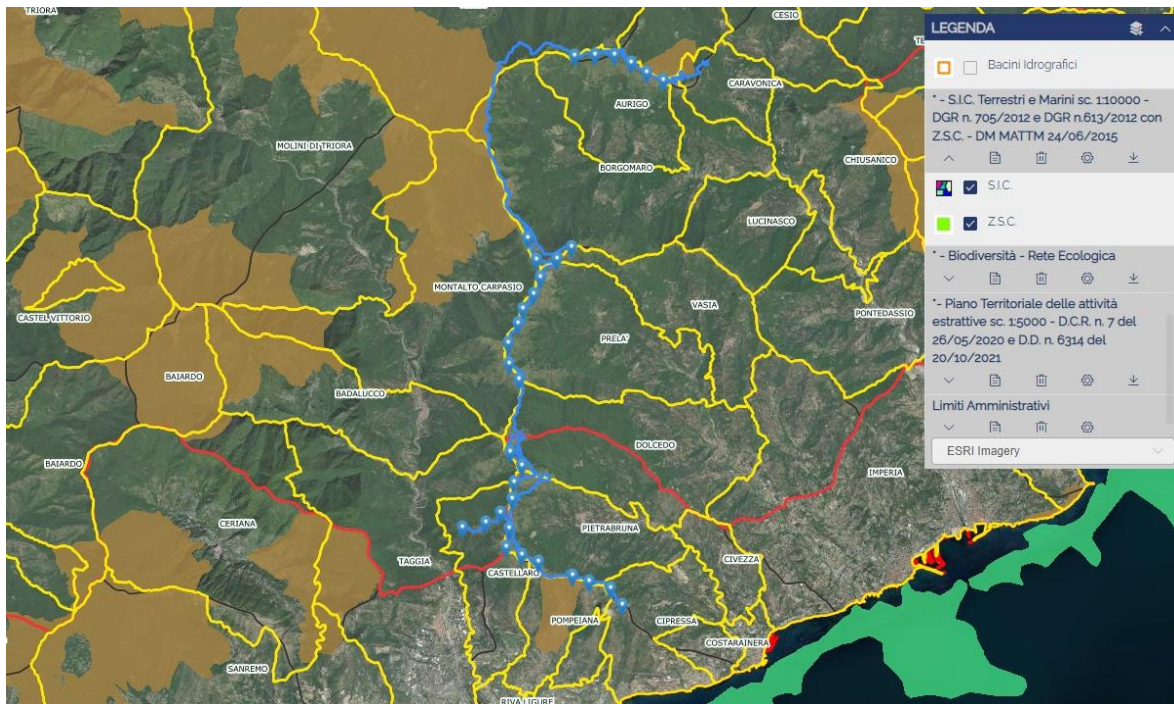 TRIORA
CESIO
TE
LEGENDA
Bacini Idrografici
* - S.I.C. Terrestri e Marini sc. 1:10000 -
DGR n. 705/2012 e DGR n.613/2012 con
Z.S.C. - DM MATTM 24/06/2015
S.I.C.
Z.S.C.
* - Biodiversità - Rete Ecologica
*- Piano Territoriale delle attività
estrattive sc. 1:5000 - D.C.R. n. 7 del
26/05/2020 e D.D. n. 6314 del
20/10/2021
Limiti Amministrativi
ESRI Imagery
CARAVONICA
AURIGO
MOLINI DI TRIORA
CHIUSANICO
BORGOMARO
LUCINASCO
MONTALTO CARPASIO
VASIA
CASTEL VITTORIO
PONTEDASSIO
PRELA'
BAIARDO
BADALUCCO
DOLCEDO
BAIARDO
IMPERIA
CERIANA
PIETRABRUNA
TAGGIA
CIVEZZA
CASTELLARO
POMPEIANA
CIPRESSA
COSTARAINERA
SANREMO
RIVA LIGURE